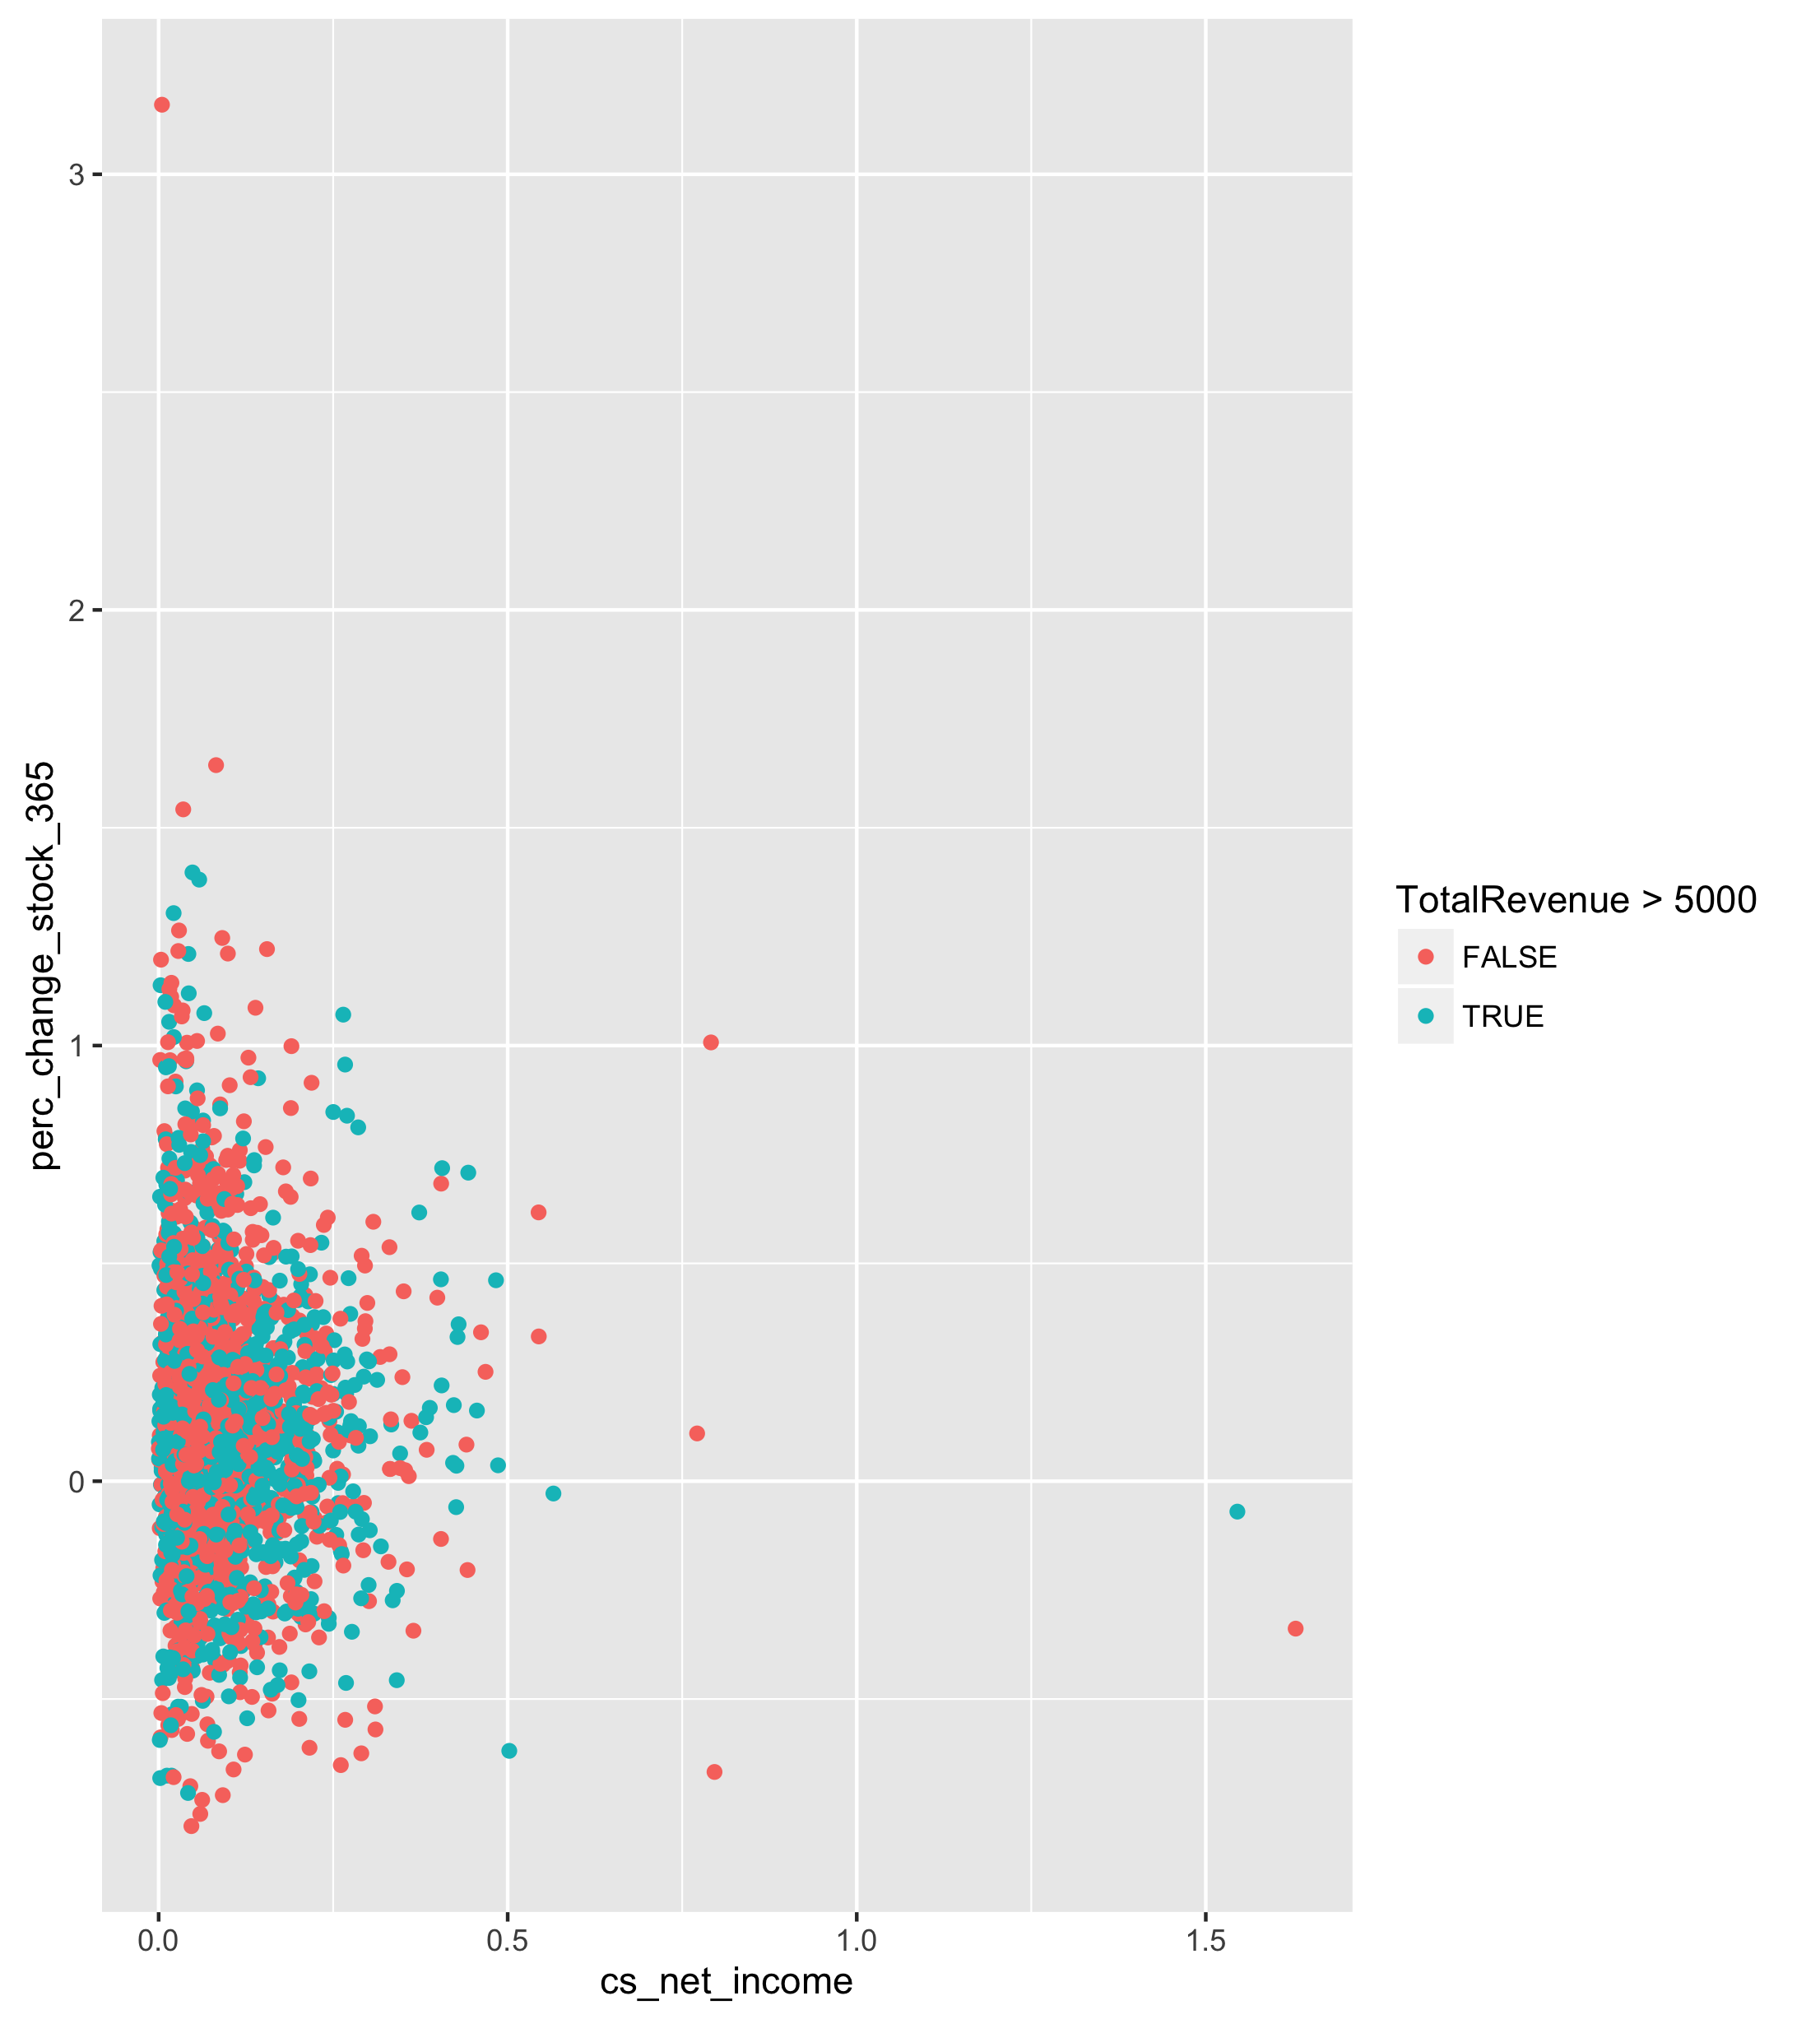 3
2
1
0
perc_change_stock_365
0.0 0.5 1.0 1.5
cs_net_income
TotalRevenue > 5000
FALSE
TRUE